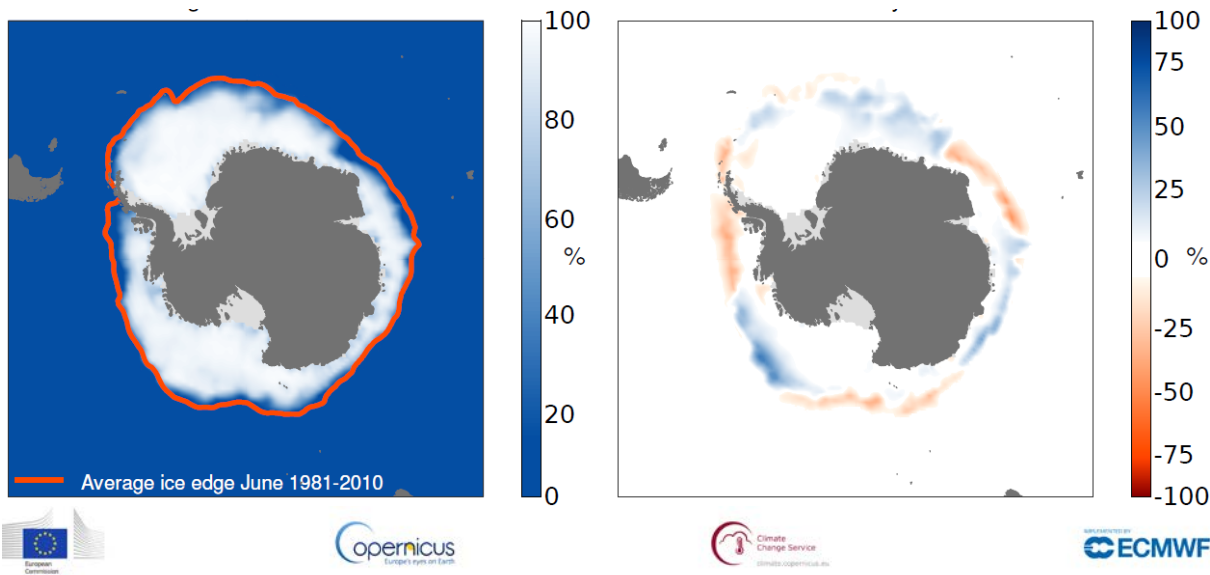 100
80
60
%
40
20
0
Average ice edge June 1981-2010
100
75
50
25
0 %
-25
-50
-75
-100
European
Commission
opernicus
Europe's eyes on Earth
Climate
Change Service
climate.copernicus.eu
IMPLEMENTED BY
ECMWF